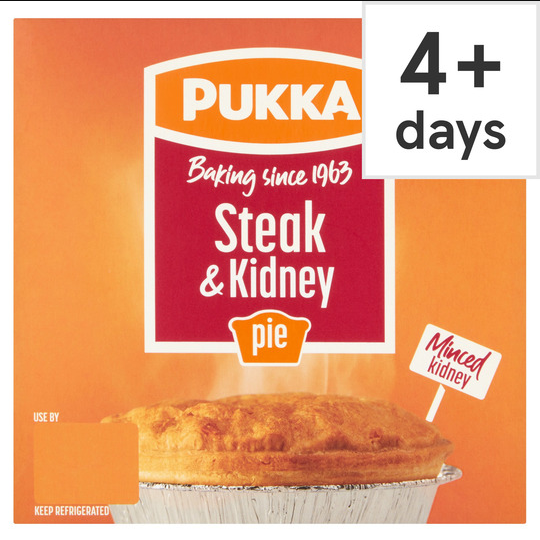 4+
days
PUKKA
Baking since 1963
Steak
& Kidney
pie
Minced
kidney
USE BY
KEEP REFRIGERATED